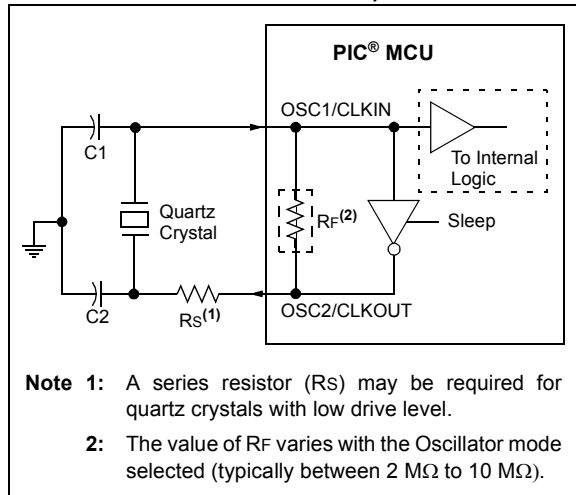 PIC® MCU
OSC1/CLKIN
C1
To Internal
Logic
Quartz
Crystal
RF(2)
Sleep
C2
RS(1)
OSC2/CLKOUT
Note 1: A series resistor (RS) may be required for
quartz crystals with low drive level.
2: The value of RF varies with the Oscillator mode
selected (typically between 2 MΩ to 10 MΩ).